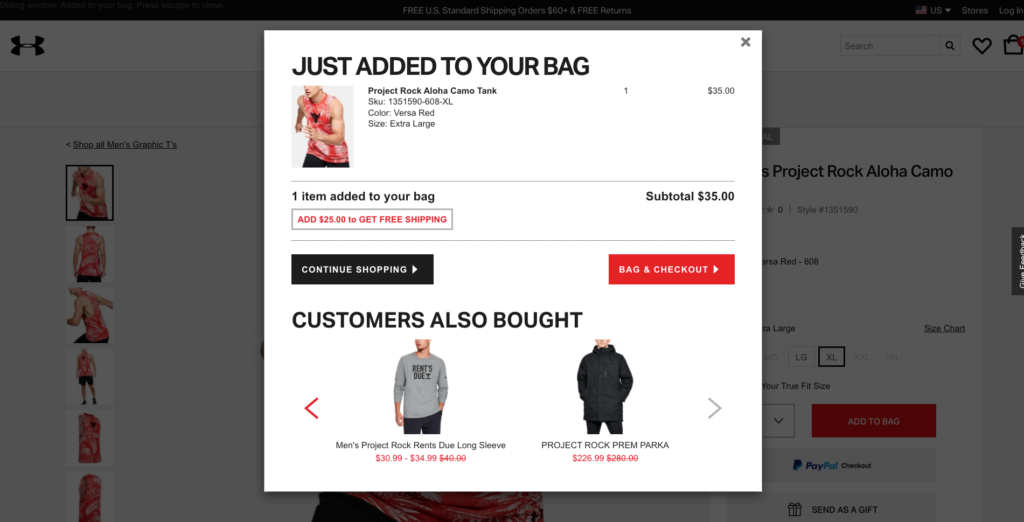 Dialog window. Added to your bag. Press escape to close.
FREE U.S. Standard Shipping Orders $60+ & FREE Returns
US
Stores
Log In
Search
JUST ADDED TO YOUR BAG
Project Rock Aloha Camo Tank
1
$35.00
Sku: 1351590-608-XL
Color: Versa Red
Size: Extra Large
1 item added to your bag
Subtotal $35.00
ADD $25.00 to GET FREE SHIPPING
CONTINUE SHOPPING
BAG & CHECKOUT
CUSTOMERS ALSO BOUGHT
RENT'S
DUE
Men's Project Rock Rents Due Long Sleeve
$30.99 - $34.99 $40.00
PROJECT ROCK PREM PARKA
$226.99 $280.00
< Shop all Men's Graphic T's
s Project Rock Aloha Camo
0 | Style #1351590
ersa Red - 608
ra Large
Size Chart
MD
LG
XL
XXL
3XL
Your True Fit Size
ADD TO BAG
PayPal Checkout
SEND AS A GIFT
Give Feedback